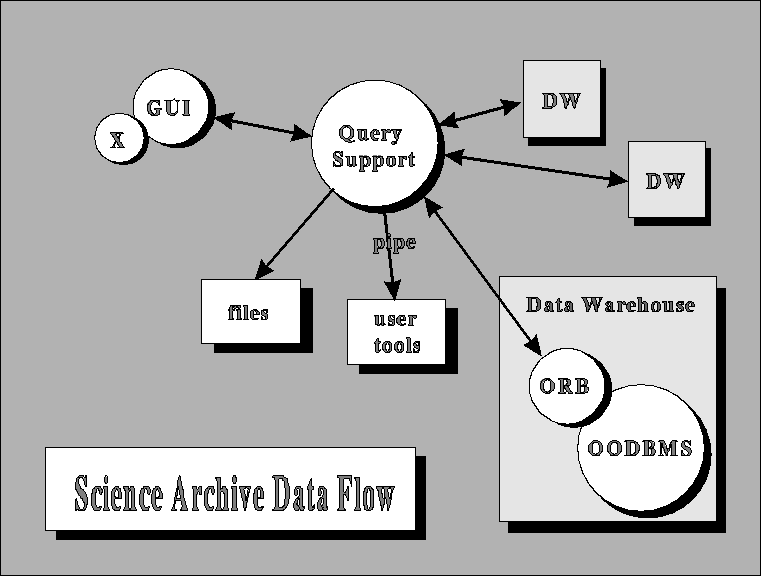 GUI
X
Query
Support
DW
DW
pipe
files
user
tools
Data Warehouse
ORB
OODBMS
Science Archive Data Flow